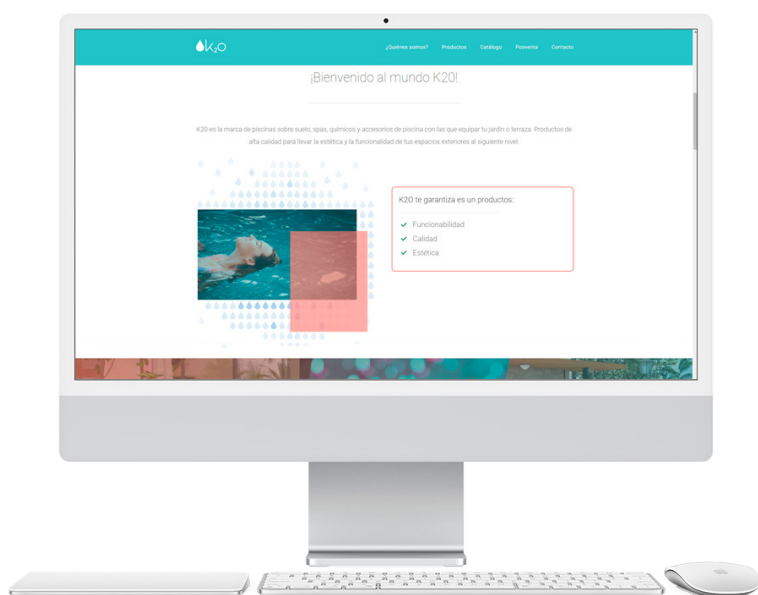 K2O
¿Quiénes somos? Productos Catálogo Posventa Contacto
¡Bienvenido al mundo K20!
K20 es la marca de piscinas sobre suelo, spas, químicos y accesorios de piscina con las que equipar tu jardín o terraza. Productos de
alta calidad para llevar la estética y la funcionalidad de tus espacios exteriores al siguiente nivel.
K2O te garantiza es un productos:
Funcionabilidad
Calidad
Estética